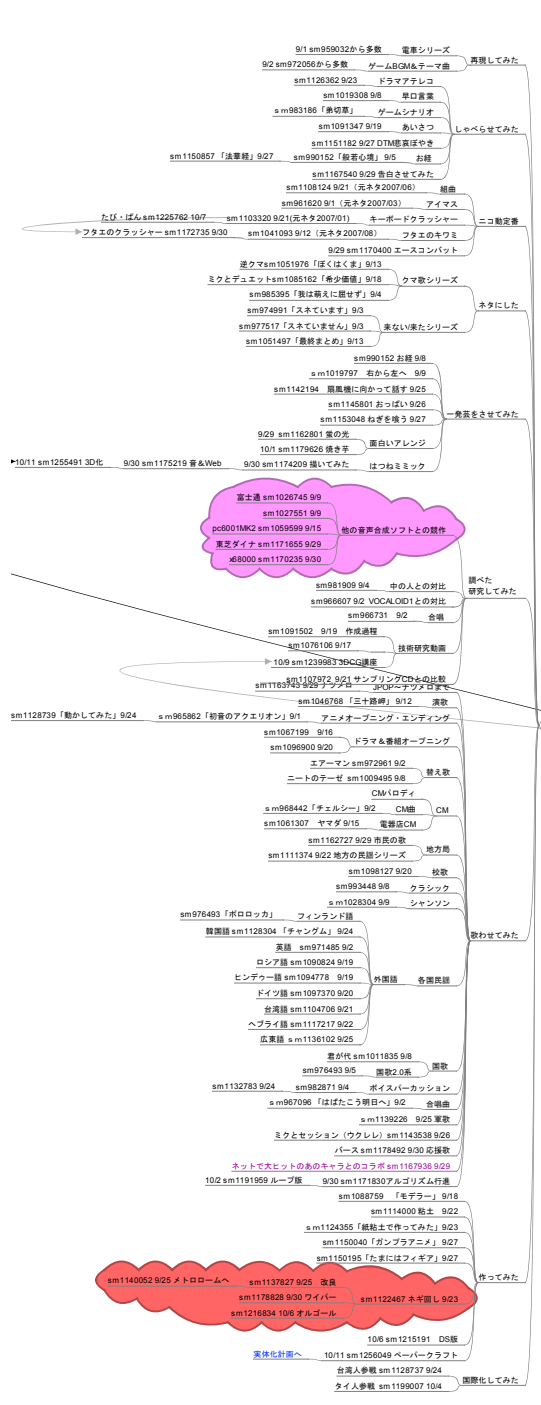 9/1 sm959032から多数 電車シリーズ
再現してみた
9/2 sm972056から多数 ゲームBGM&テーマ曲
sm1126362 9/23 ドラマアテレコ
sm1019308 9/8 早口言葉
sm983186「弟切草」 ゲームシナリオ
sm1091347 9/19 あいさつ
しゃべらせてみた
sm1151182 9/27 DTM悲哀ぼやき
sm1150857 「法華経」 9/27 sm990152「般若心境」 9/5 お経
sm1167540 9/29 告白させてみた
sm1108124 9/21（元ネタ2007/06） 組曲
sm961620 9/1（元ネタ2007/03） アイマス
たび・ぱん sm1225762 10/7 sm1103320 9/21(元ネタ2007/01) キーボードクラッシャー
ニコ動定番
フタエのクラッシャー sm1172735 9/30 sm1041093 9/12（元ネタ2007/08） フタエのキワミ
9/29 sm1170400 エースコンバット
逆クマsm1051976「ぼくはくま」9/13
ミクとデュエットsm1085162「希少価値」9/18 クマ歌シリーズ
sm985395「我は萌えに屈せず」9/4
ネタにした
sm974991「スネています」9/3
sm977517「スネていません」9/3 来ない/来たシリーズ
sm1051497「最終まとめ」9/13
sm990152 お経 9/8
sm1019797 右から左へ 9/9
sm1142194 扇風機に向かって話す 9/25
sm1145801 おっぱい 9/26
一発芸をさせてみた
sm1153048 ねぎを喰う 9/27
9/29 sm1162801 蛍の光
面白いアレンジ
10/1 sm1179626 焼き芋
10/11 sm1255491 3D化 9/30 sm1175219 音&Web 9/30 sm1174209 描いてみた はつねミミック
富士通 sm1026745 9/9
sm1027551 9/9
pc6001MK2 sm1059599 9/15 他の音声合成ソフトとの競作
東芝ダイナ sm1171655 9/29
x68000 sm1170235 9/30
sm981909 9/4 中の人との対比
調べた
研究してみた
sm966607 9/2 VOCALOID1との対比
sm966731 9/2 合唱
sm1091502 9/19 作成過程
sm1076106 9/17 技術研究動画
10/9 sm1239983 3DCG講座
sm1107972 9/21 サンプリングCDとの比較
sm1163743 9/29 ナツメロ JPOP～ナツメロまで
sm1046768 「三十路岬」 9/12 演歌
sm1128739「動かしてみた」9/24 sm965862「初音のアクエリオン」9/1 アニメオープニング・エンディング
sm1067199 9/16
ドラマ&番組オープニング
sm1096900 9/20
エアーマン sm972961 9/2
替え歌
ニートのテーゼ sm1009495 9/8
CMパロディ
sm968442「チェルシー」9/2 CM曲 CM
sm1061307 ヤマダ 9/15 電器店CM
sm1162727 9/29 市民の歌
地方局
sm1111374 9/22 地方の民謡シリーズ
sm1098127 9/20 校歌
sm993448 9/8 クラシック
sm1028304 9/9 シャンソン
sm976493「ポロロッカ」 フィンランド語
韓国語 sm1128304 「チャングム」 9/24
歌わせてみた
英語 sm971485 9/2
ロシア語 sm1090824 9/19
ヒンデゥー語 sm1094778 9/19 外国語 各国民謡
ドイツ語 sm1097370 9/20
台湾語 sm1104706 9/21
ヘブライ語 sm1117217 9/22
広東語 sm1136102 9/25
君が代 sm1011835 9/8
国歌
sm976493 9/5 国歌2.0系
sm1132783 9/24 sm982871 9/4 ボイスパーカッション
sm967096 「はばたこう明日へ」9/2 合唱曲
sm1139226 9/25 軍歌
ミクとセッション（ウクレレ）sm1143538 9/26
バース sm1178492 9/30 応援歌
ネットで大ヒットのあのキャラとのコラボ sm1167936 9/29
10/2 sm1191959 ループ版 9/30 sm1171830アルゴリズム行進
sm1088759 「モデラー」 9/18
sm1114000 粘土 9/22
sm1124355「紙粘土で作ってみた」9/23
sm1150040「ガンプラアニメ」9/27
sm1150195「たまにはフィギア」9/27
作ってみた
sm1140052 9/25 メトロロームへ sm1137827 9/25 改良
sm1178828 9/30 ワイパー sm1122467 ネギ回し 9/23
sm1216834 10/6 オルゴール
10/6 sm1215191 DS版
実体化計画へ 10/11 sm1256049 ペーパークラフト
台湾人参戦 sm1128737 9/24
国際化してみた
タイ人参戦 sm1199007 10/4